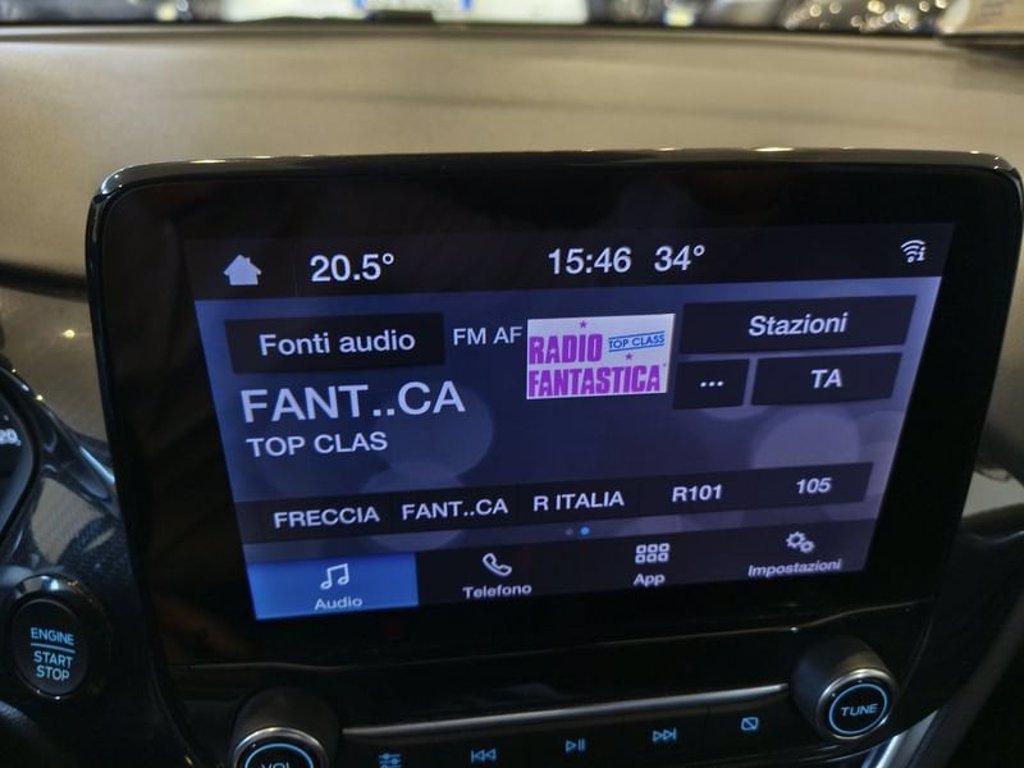 20.5° 15:46 34°
Fonti audio FM AF
RADIO TOP CLASS
FANTASTICA
Stazioni
... TA
FANT..CA
TOP CLAS
FRECCIA FANT..CA R ITALIA R101 105
Audio Telefono App Impostazioni
ENGINE
START
STOP
VOL
TUNE